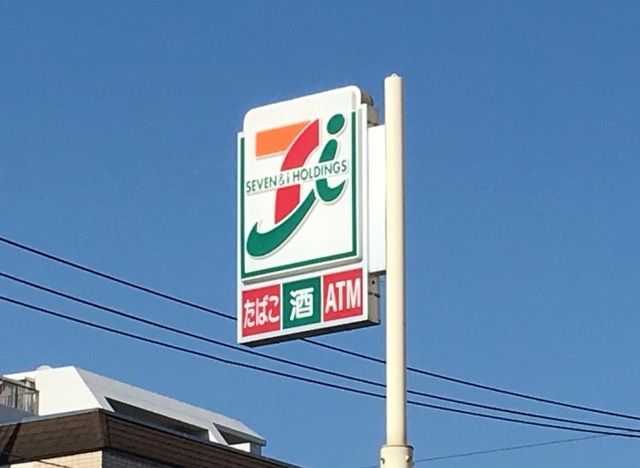 SEVEN & i HOLDINGS
たばこ 酒 ATM